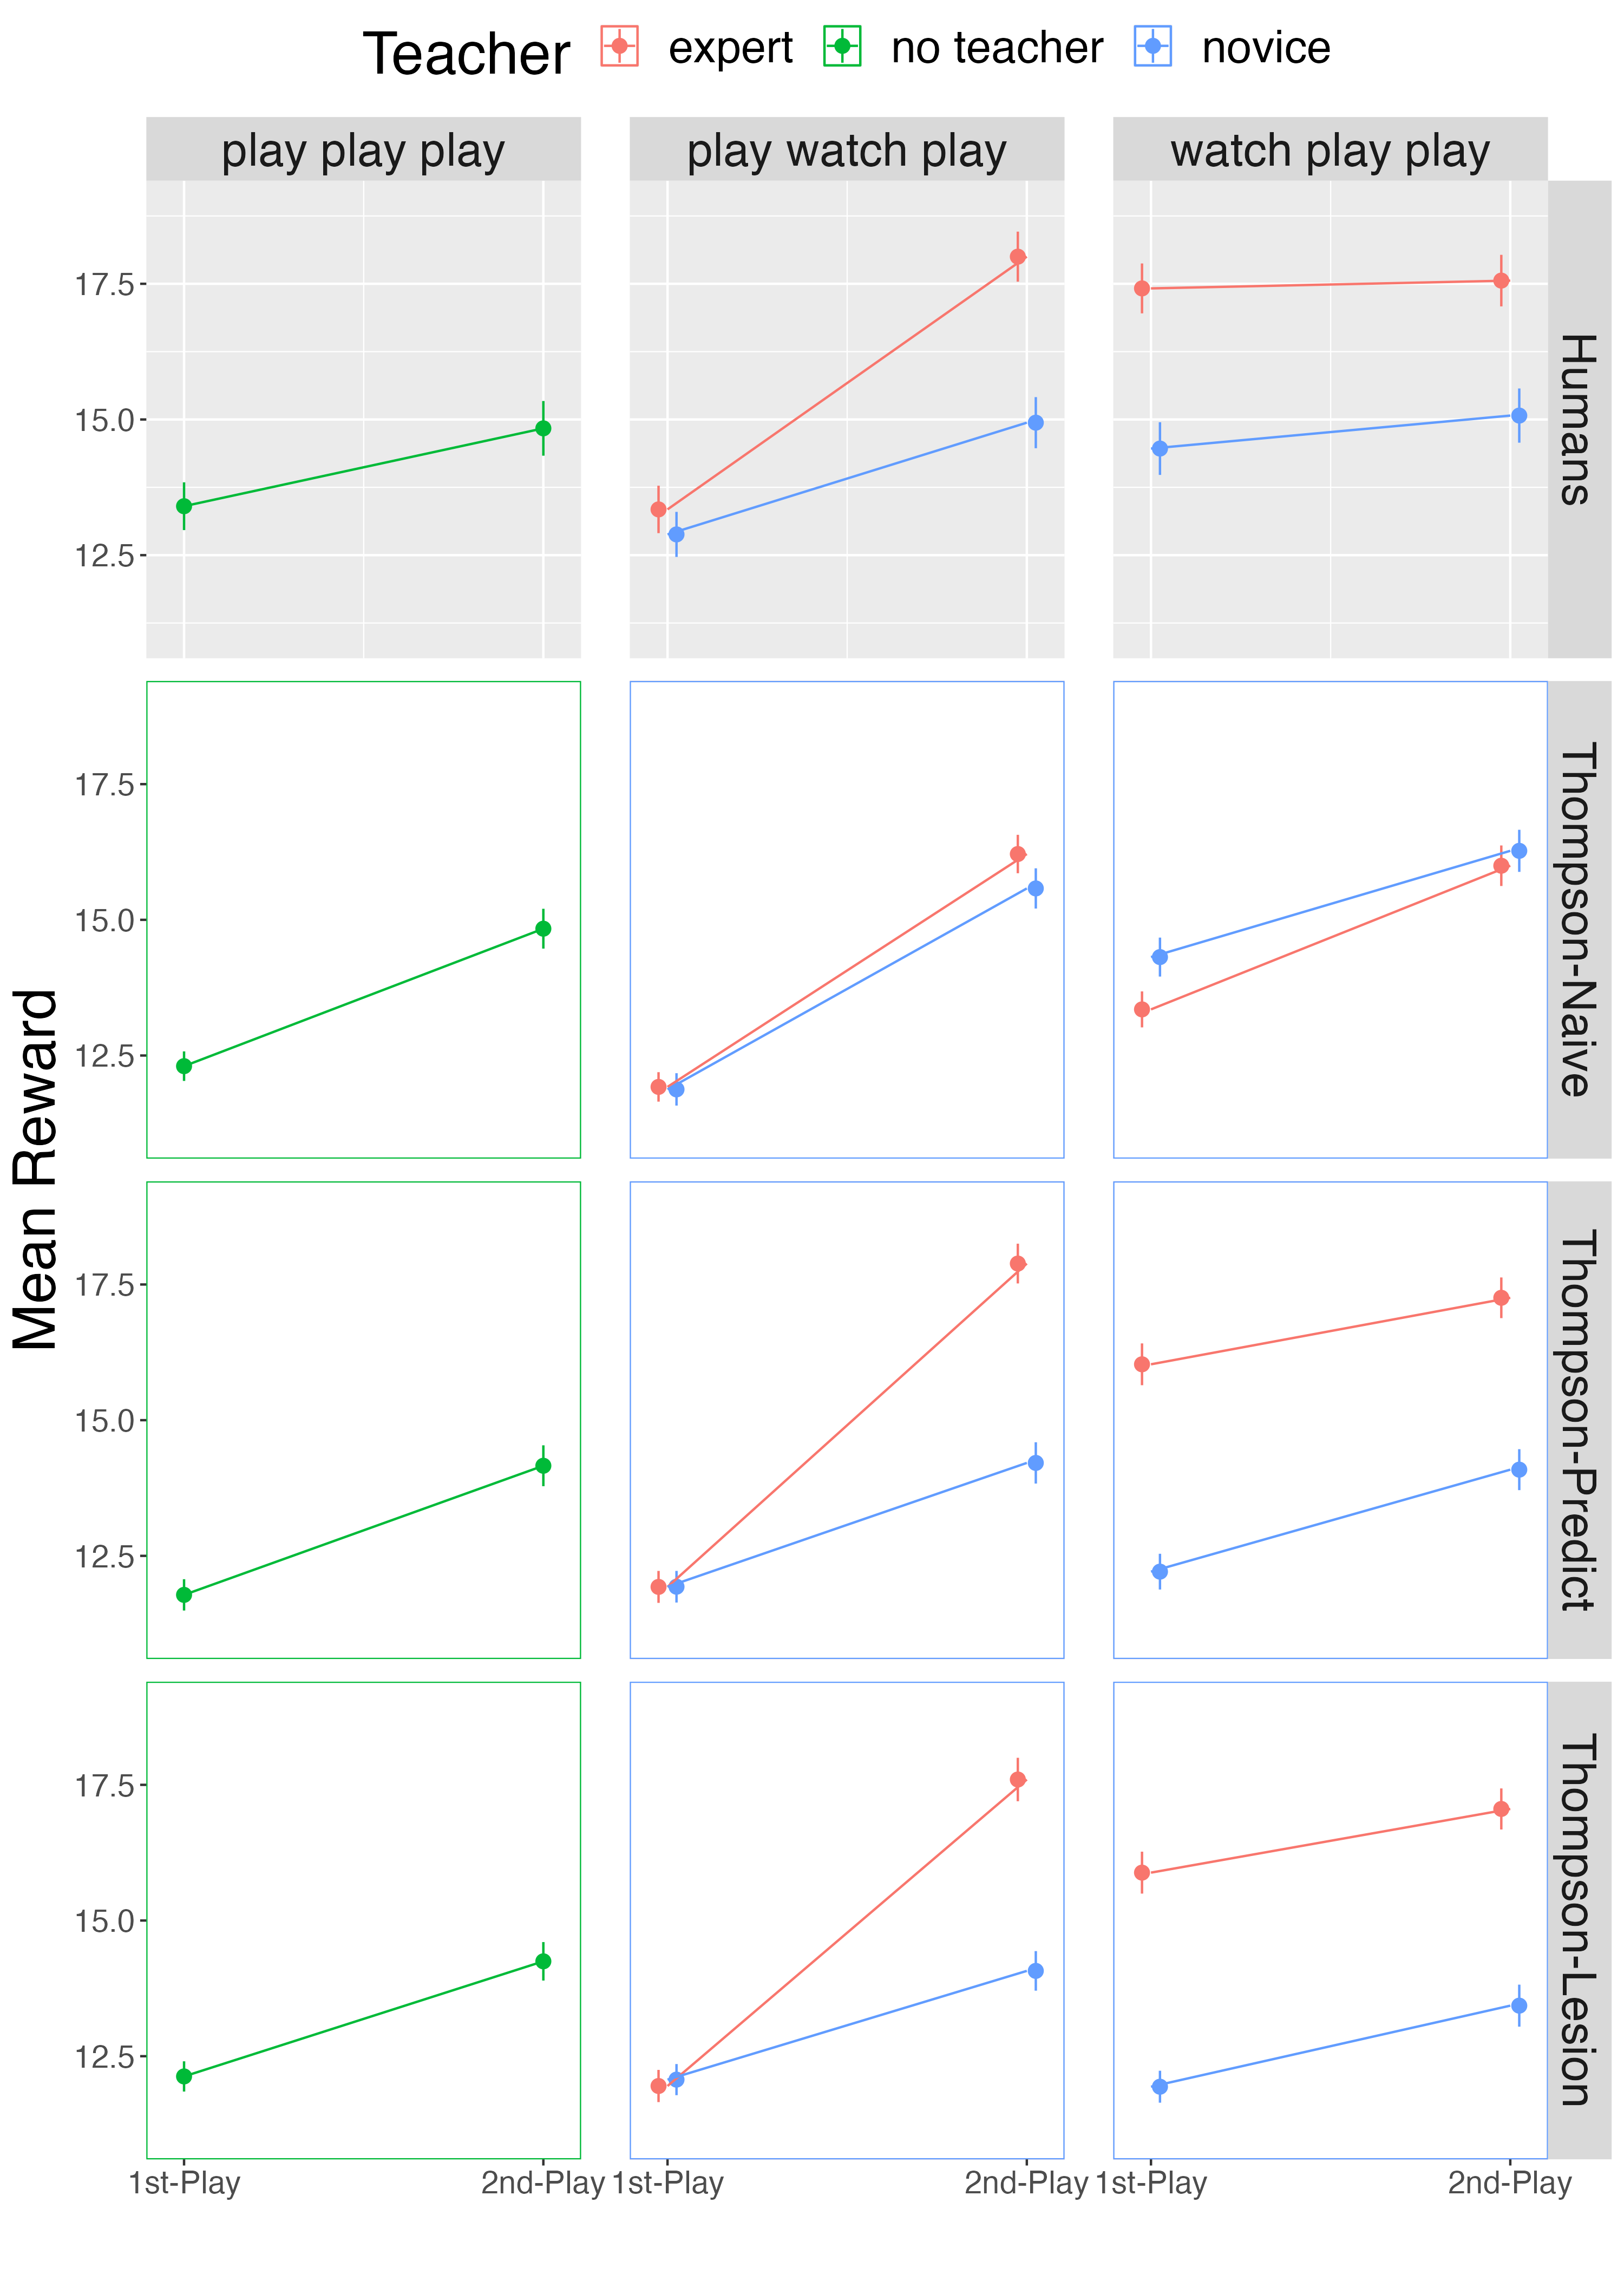 Teacher expert no teacher novice
play play play play watch play watch play play
Humans
17.5
15.0
12.5
Thompson-Naive
17.5
15.0
12.5
Mean Reward
Thompson-Predict
17.5
15.0
12.5
Thompson-Lesion
17.5
15.0
12.5
1st-Play 2nd-Play 1st-Play 2nd-Play 1st-Play 2nd-Play